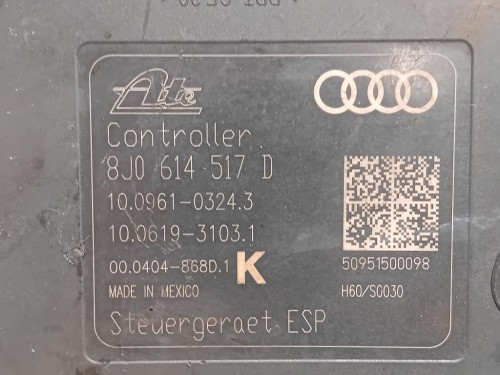 Ate
Controller
8J0 614 517 D
10.0961-0324.3
10.0619-3103.1
00.0404-868D.1 K
50951500098
MADE IN MEXICO
H60/SG030
Steuergeraet ESP